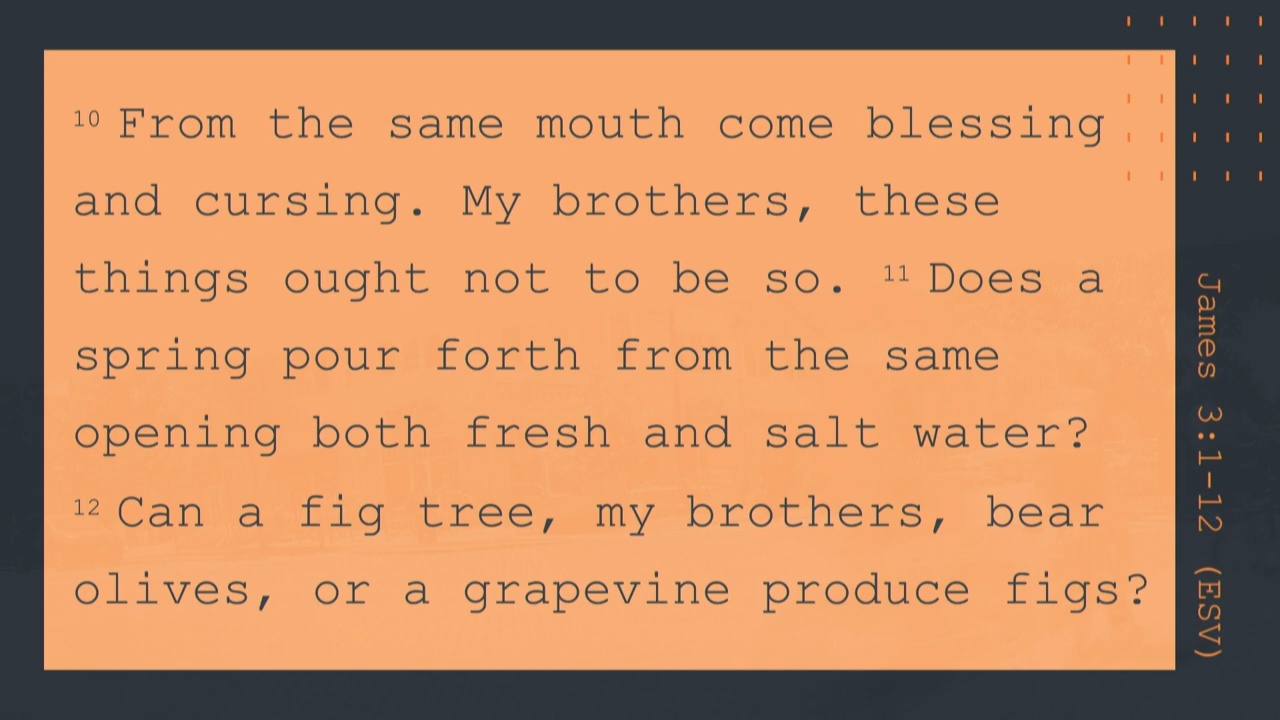 10 From the same mouth come blessing
and cursing. My brothers, these
things ought not to be so. 11 Does a
spring pour forth from the same
opening both fresh and salt water?
12 Can a fig tree, my brothers, bear
olives, or a grapevine produce figs?
James 3:1-12 (ESV)